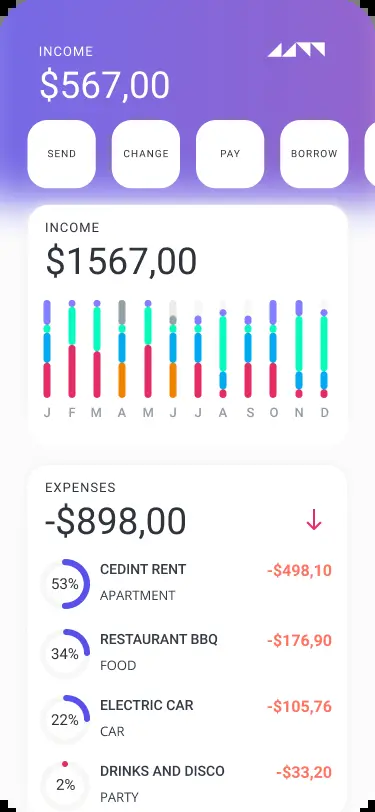 INCOME
$567,00
SEND CHANGE PAY BORROW
INCOME
$1567,00
J F M A M J J A S O N D
EXPENSES
-$898,00
53% CEDINT RENT -$498,10
APARTMENT
34% RESTAURANT BBQ -$176,90
FOOD
22% ELECTRIC CAR -$105,76
CAR
2% DRINKS AND DISCO -$33,20
PARTY